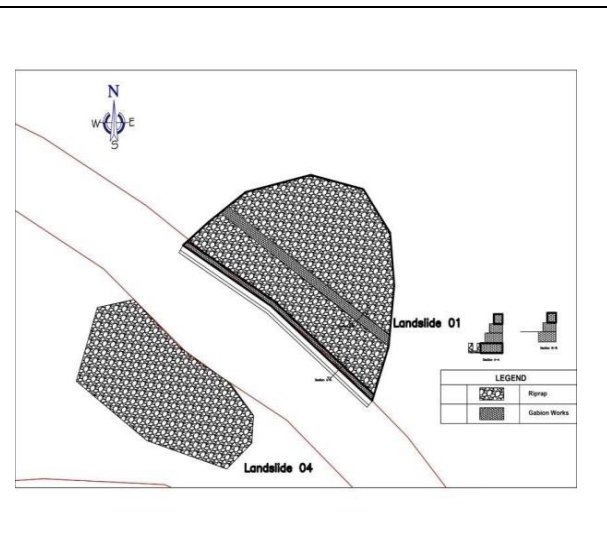 N
W E
S
Landslide 01
LEGEND
Riprap
Gabion Works
Landslide 04